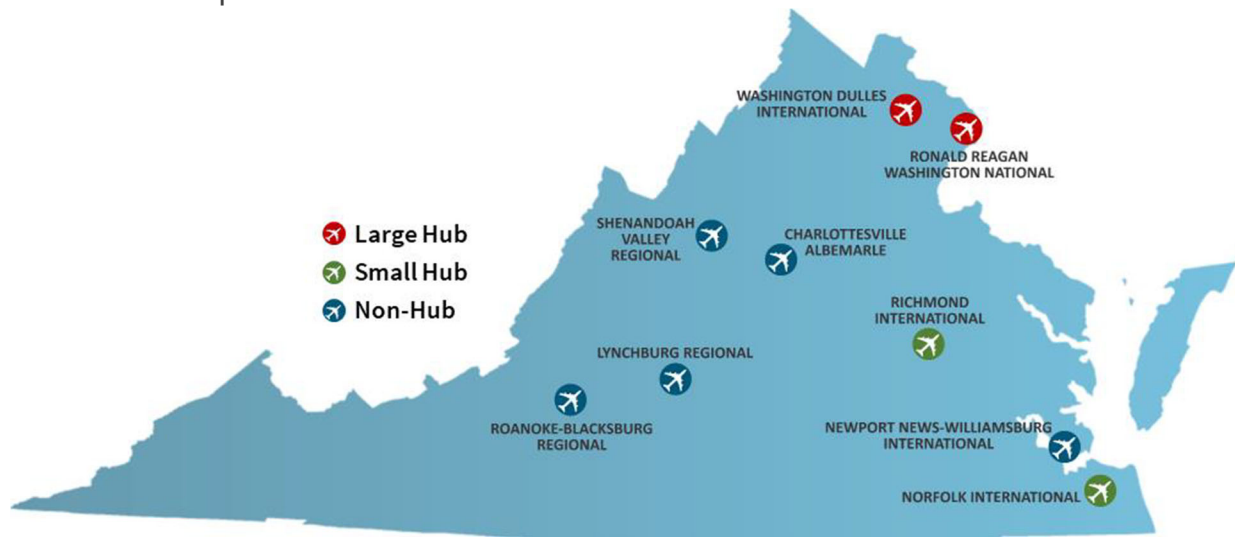 WASHINGTON DULLES
INTERNATIONAL
RONALD REAGAN
WASHINGTON NATIONAL
SHENANDOAH
VALLEY
REGIONAL
CHARLOTTESVILLE
ALBEMARLE
Large Hub
Small Hub
Non-Hub
RICHMOND
INTERNATIONAL
LYNCHBURG REGIONAL
ROANOKE-BLACKSBURG
REGIONAL
NEWPORT NEWS-WILLIAMSBURG
INTERNATIONAL
NORFOLK INTERNATIONAL